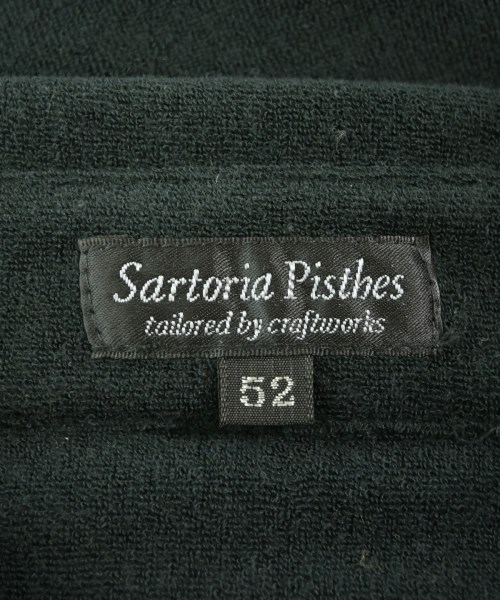 Sartoria Pisthes
tailored by craftworks
52